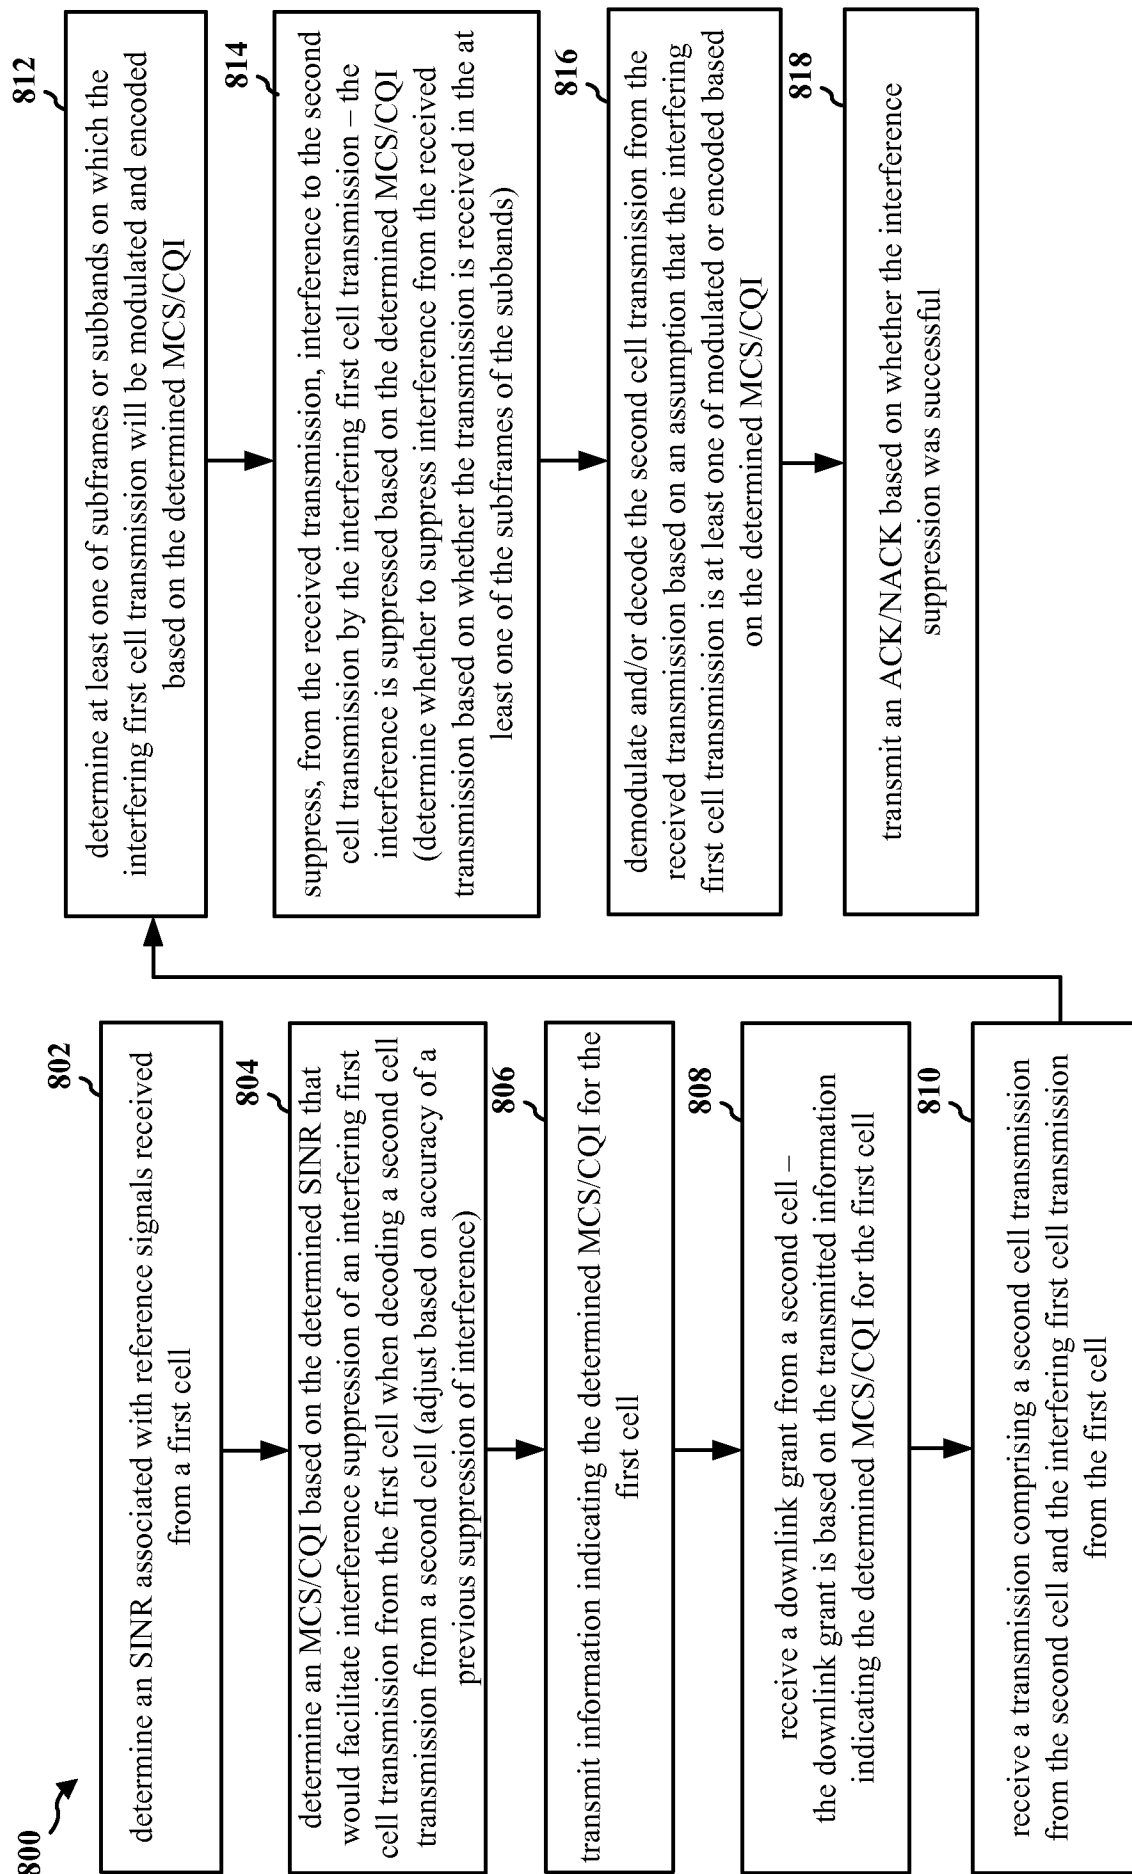 800
802
determine an SINR associated with reference signals received
from a first cell
804
determine an MCS/CQI based on the determined SINR that
would facilitate interference suppression of an interfering first
cell transmission from the first cell when decoding a second cell
transmission from a second cell (adjust based on accuracy of a
previous suppression of interference)
806
transmit information indicating the determined MCS/CQI for the
first cell
808
receive a downlink grant from a second cell –
the downlink grant is based on the transmitted information
indicating the determined MCS/CQI for the first cell
810
receive a transmission comprising a second cell transmission
from the second cell and the interfering first cell transmission
from the first cell
812
determine at least one of subframes or subbands on which the
interfering first cell transmission will be modulated and encoded
based on the determined MCS/CQI
814
suppress, from the received transmission, interference to the second
cell transmission by the interfering first cell transmission – the
interference is suppressed based on the determined MCS/CQI
(determine whether to suppress interference from the received
transmission based on whether the transmission is received in the at
least one of the subframes of the subbands)
816
demodulate and/or decode the second cell transmission from the
received transmission based on an assumption that the interfering
first cell transmission is at least one of modulated or encoded based
on the determined MCS/CQI
818
transmit an ACK/NACK based on whether the interference
suppression was successful